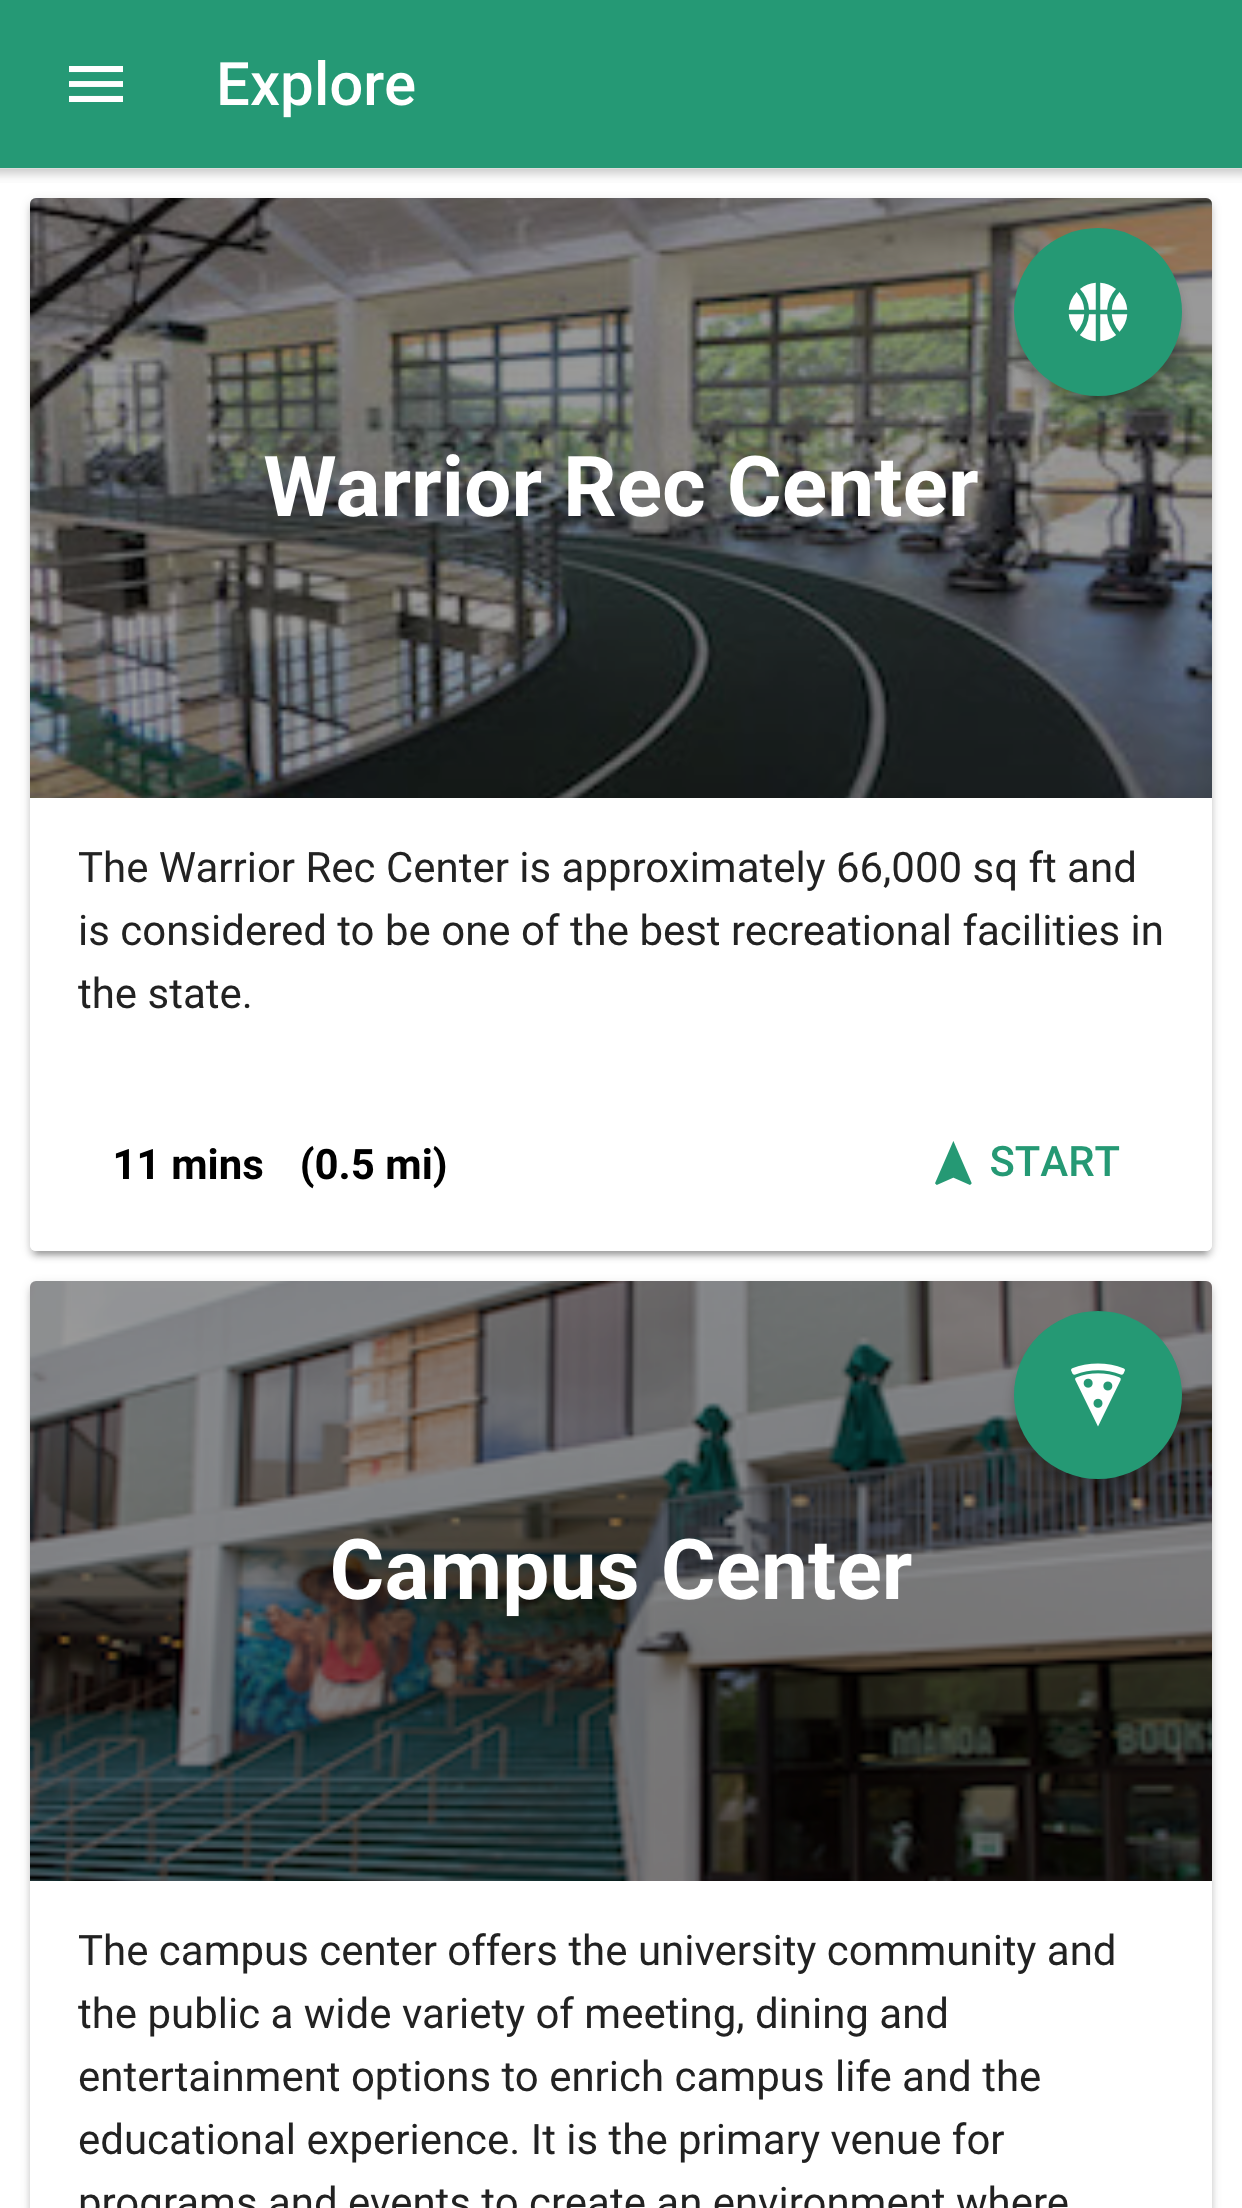 Explore
Warrior Rec Center
The Warrior Rec Center is approximately 66,000 sq ft and
is considered to be one of the best recreational facilities in
the state.
11 mins (0.5 mi)
START
Campus Center
MĀNOA BOOKS
The campus center offers the university community and
the public a wide variety of meeting, dining and
entertainment options to enrich campus life and the
educational experience. It is the primary venue for
programs and events to create an environment where